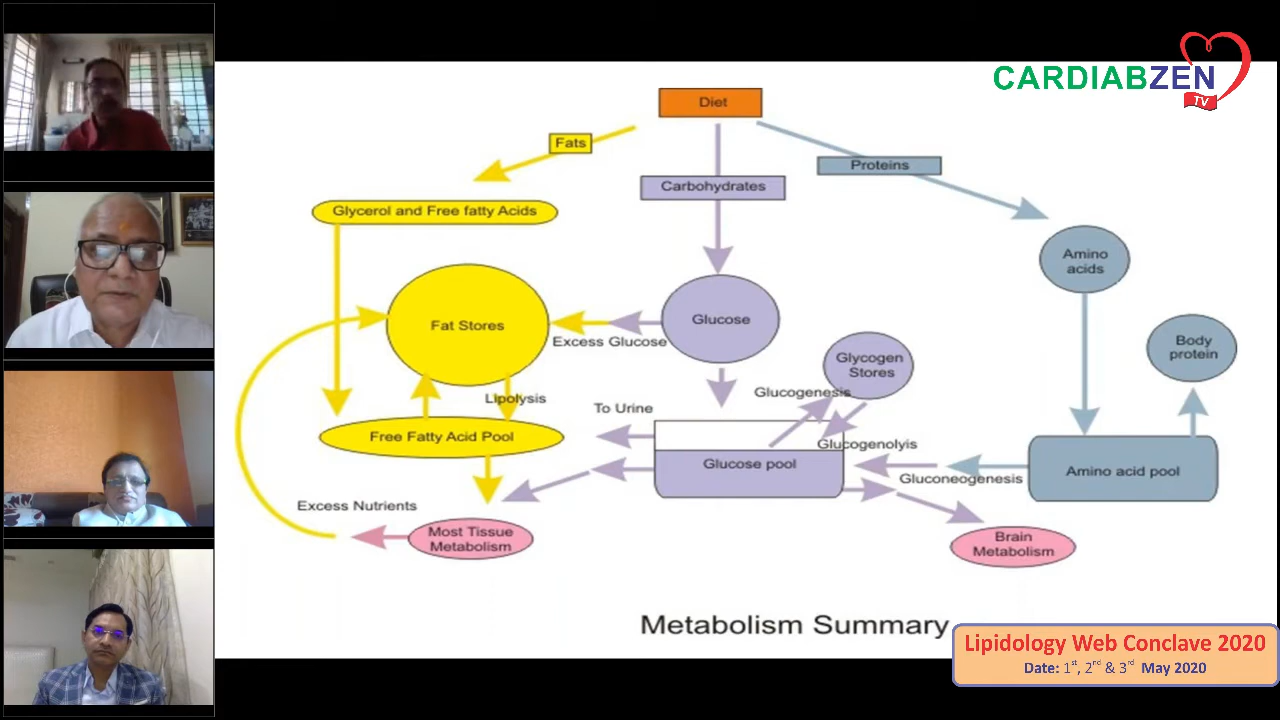 CARDIABZEN
TV
Diet
Fats
Carbohydrates
Proteins
Glycerol and Free fatty Acids
Amino
acids
Fat Stores
Glucose
Excess Glucose
Glycogen
Stores
Body
protein
Lipolysis
To Urine
Glucogenesis
Free Fatty Acid Pool
Glucose pool
Glucogenolyis
Gluconeogenesis
Amino acid pool
Excess Nutrients
Most Tissue
Metabolism
Brain
Metabolism
Metabolism Summary
Lipidology Web Conclave 2020
Date: 1st, 2nd & 3rd May 2020